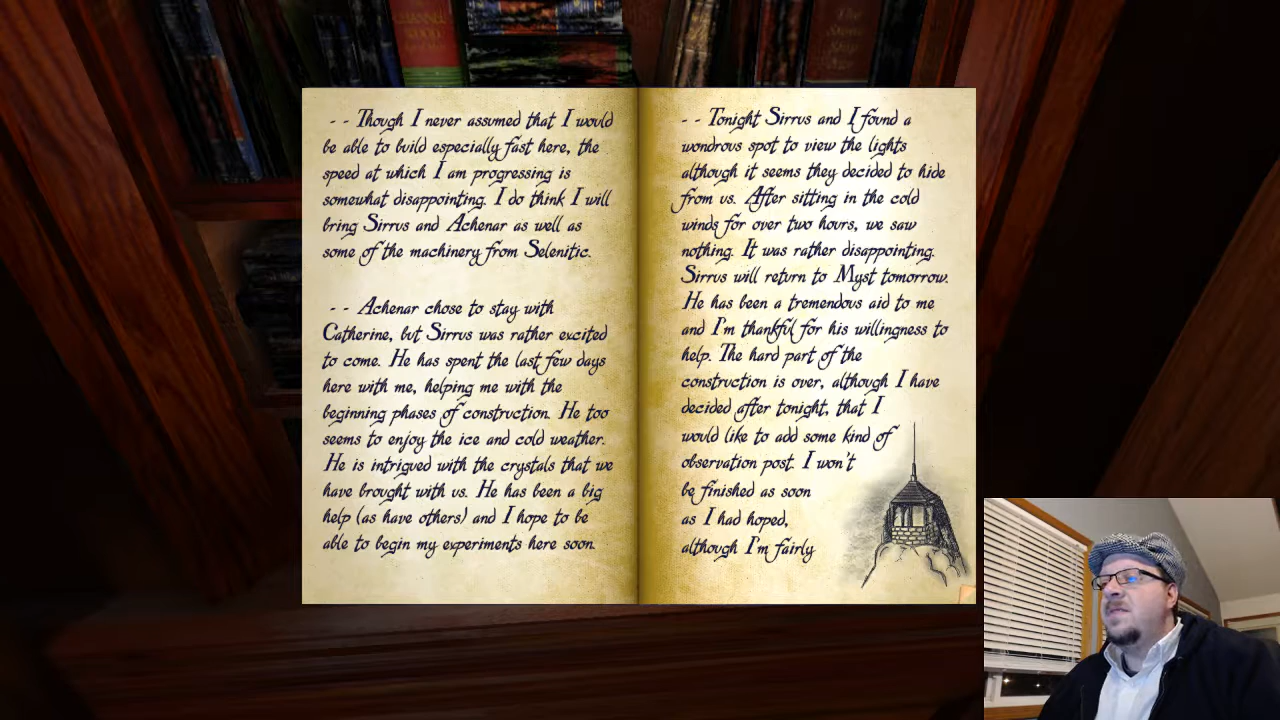 CHANNEL
WOOD
The
Stone
Ship
Age
- - Though I never assumed that I would
be able to build especially fast here, the
speed at which I am progressing is
somewhat disappointing. I do think I will
bring Sirrus and Achenar as well as
some of the machinery from Selenitic.
- - Achenar chose to stay with
Catherine, but Sirrus was rather excited
to come. He has spent the last few days
here with me, helping me with the
beginning phases of construction. He too
seems to enjoy the ice and cold weather.
He is intrigued with the crystals that we
have brought with us. He has been a big
help (as have others) and I hope to be
able to begin my experiments here soon.
- - Tonight Sirrus and I found a
wondrous spot to view the lights
although it seems they decided to hide
from us. After sitting in the cold
winds for over two hours, we saw
nothing. It was rather disappointing.
Sirrus will return to Myst tomorrow.
He has been a tremendous aid to me
and I'm thankful for his willingness to
help. The hard part of the
construction is over, although I have
decided after tonight, that I
would like to add some kind of
observation post. I won't
be finished as soon
as I had hoped,
although I'm fairly